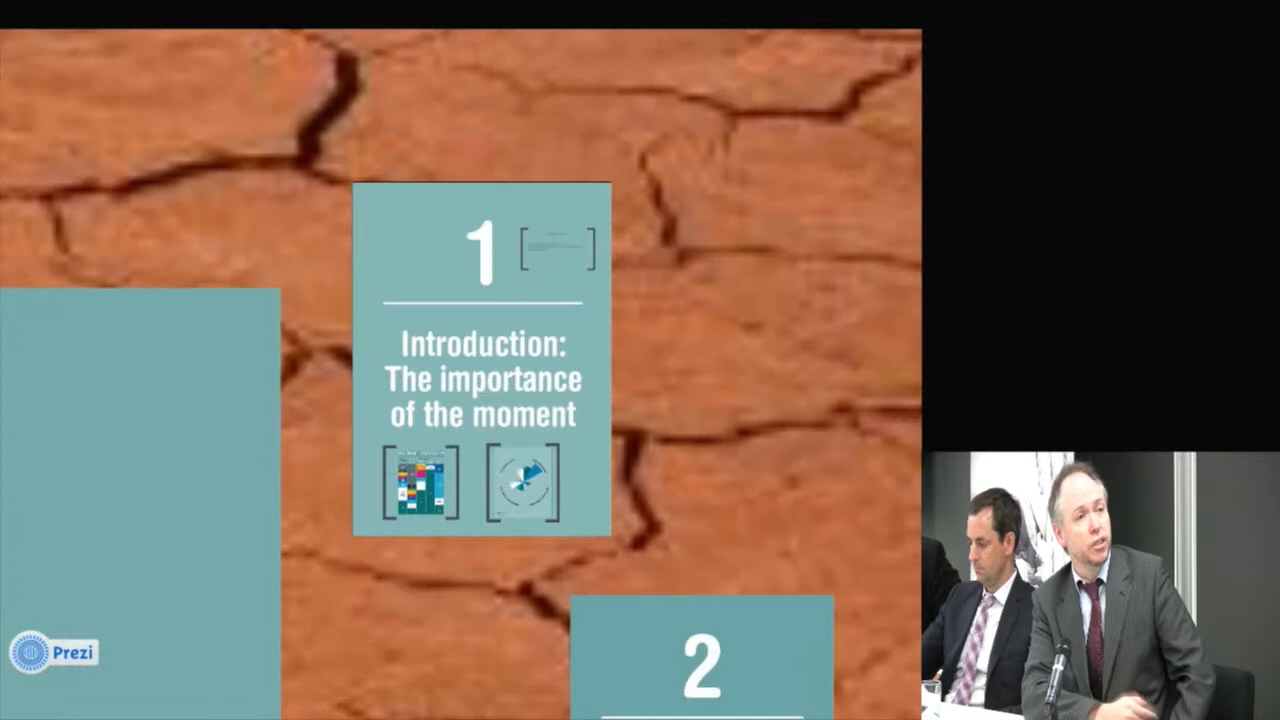 1
Introduction:
The importance
of the moment
2
Prezi